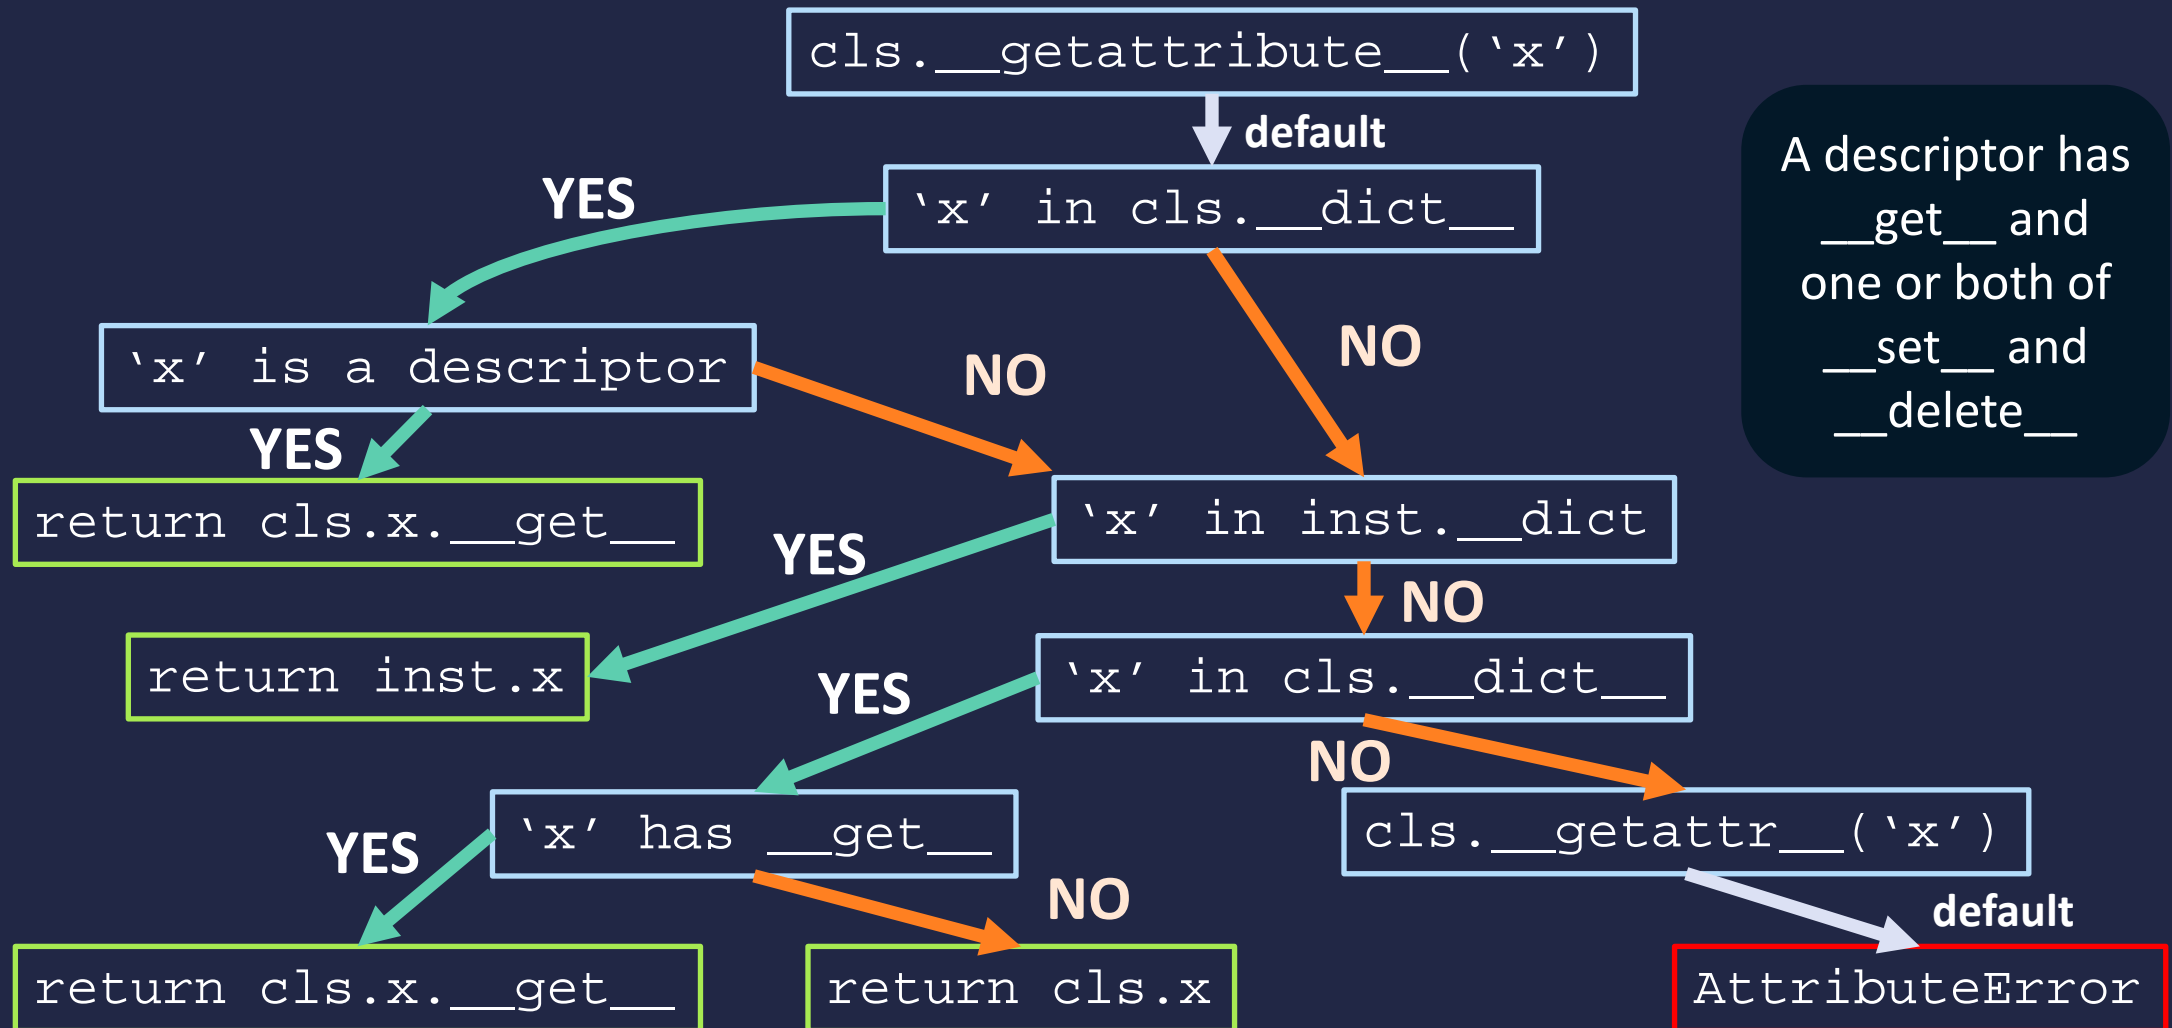 cls.__getattribute__(‘x’)
default
‘x’ in cls.__dict__
YES
NO
A descriptor has
__get__ and
one or both of
__set__ and
__delete__
‘x’ is a descriptor
NO
YES
return cls.x.__get__
‘x’ in inst.__dict
YES
NO
return inst.x
‘x’ in cls.__dict__
YES
NO
‘x’ has __get__
cls.__getattr__(‘x’)
YES
NO
default
return cls.x.__get__
return cls.x
AttributeError